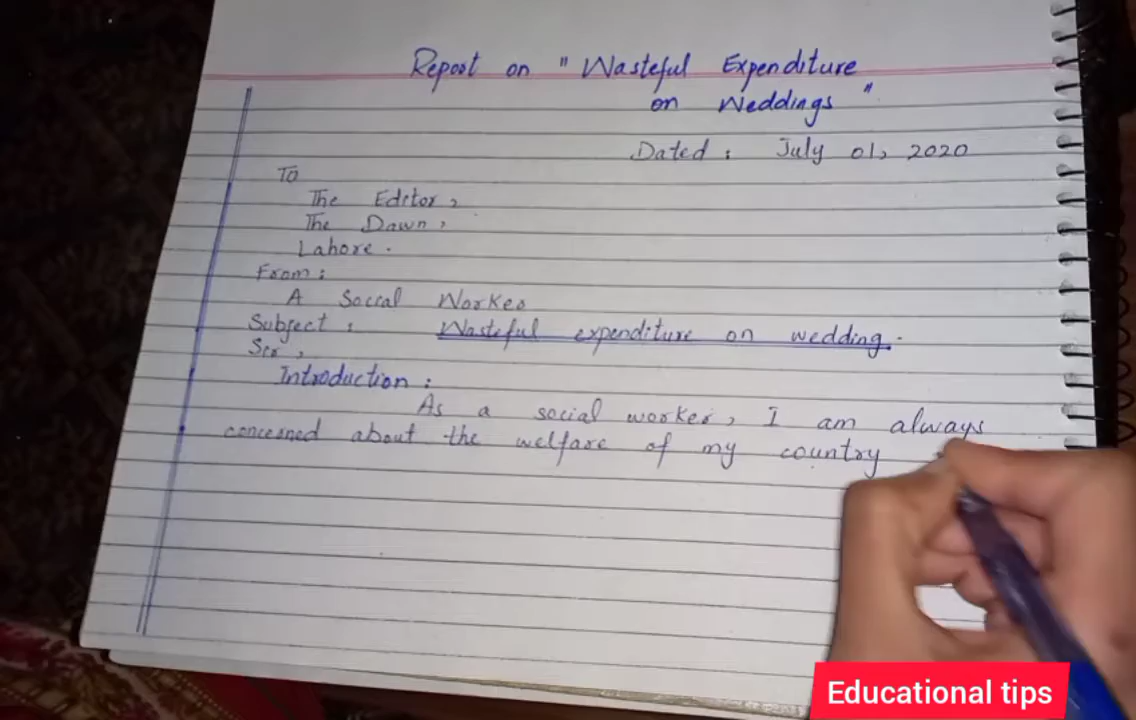 Report on "Wasteful Expenditure
on Weddings"
Dated : July 01, 2020
To
The Editor,
The Dawn,
Lahore.
From:
A Social Worker
Subject : Wasteful expenditure on wedding.
Sir,
Introduction:
As a social worker, I am always
concerned about the welfare of my country
Educational tips